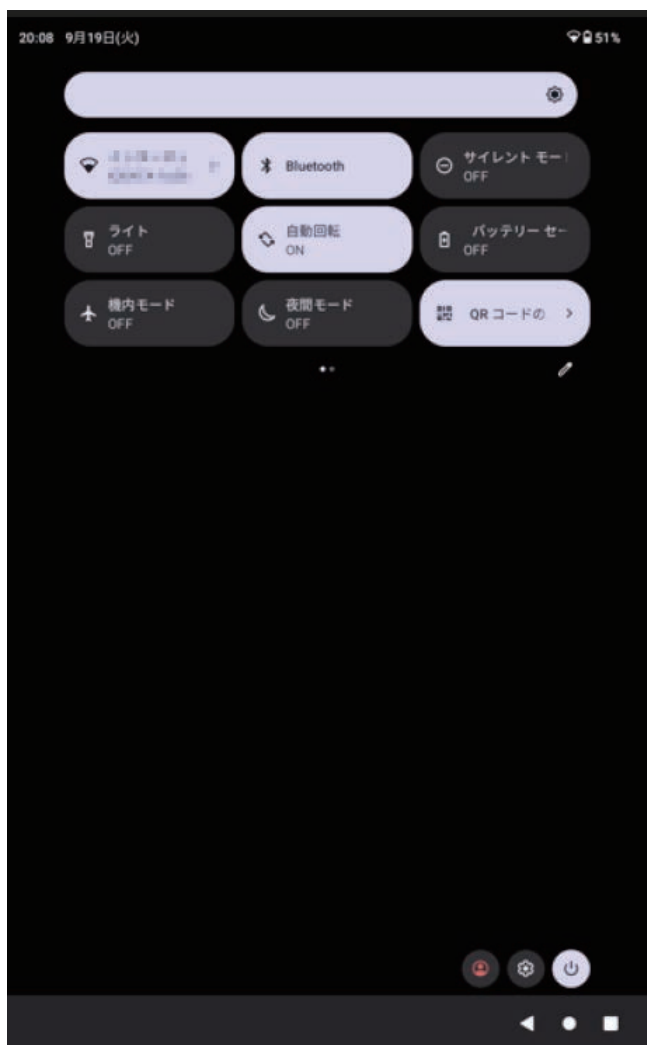 20:08 9月19日(火)
51%
Bluetooth
サイレント モー
OFF
ライト
OFF
自動回転
ON
バッテリー セー
OFF
機内モード
OFF
夜間モード
OFF
QR コードの